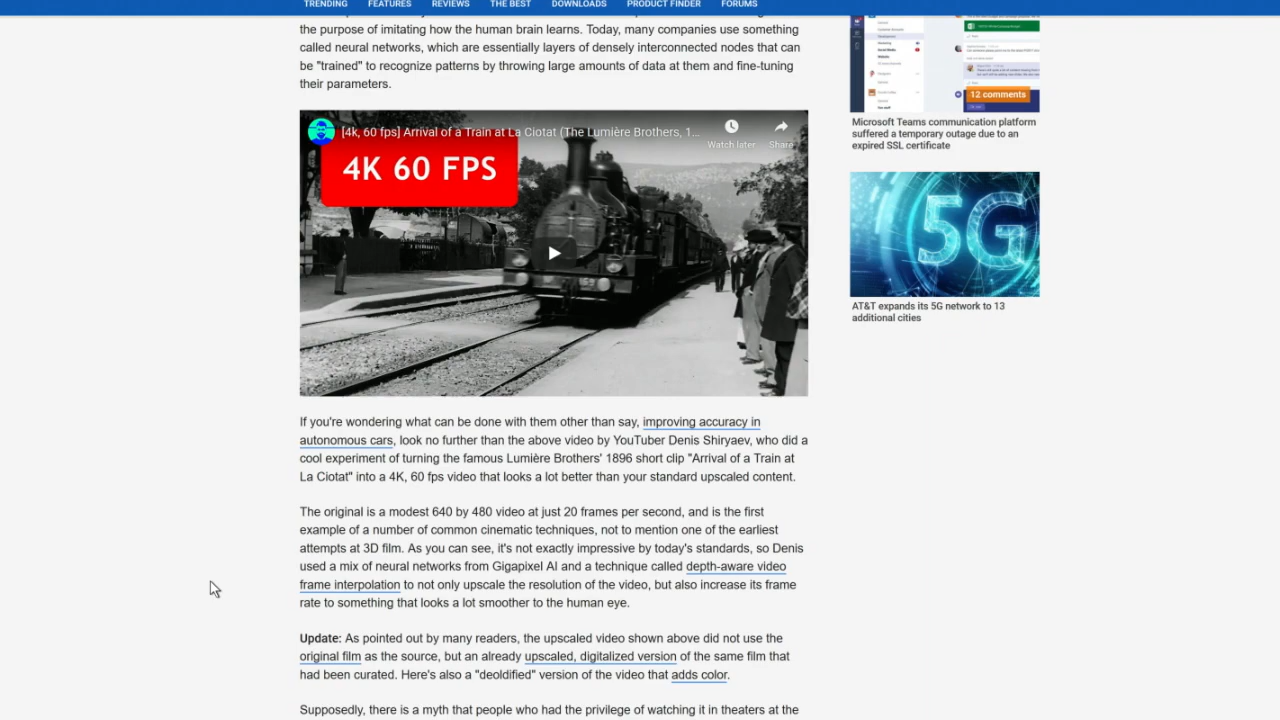 TRENDING FEATURES REVIEWS THE BEST DOWNLOADS PRODUCT FINDER FORUMS
the purpose of imitating how the human brain learns. Today many companies use something
called neural networks, which are essentially layers of densely interconnected nodes that can
be "trained" to recognize patterns by throwing huge amounts of data at them and fine-tuning
key parameters.
[4k, 60 fps] Arrival of a Train at La Ciotat (The Lumière Brothers, 1...
Watch later
Share
4K 60 FPS
If you're wondering what can be done with them other than say, improving accuracy in
autonomous cars, look no further than the above video by YouTuber Denis Shiryaev, who did a
cool experiment of turning the famous Lumière Brothers' 1896 short clip "Arrival of a Train at
La Ciotat" into a 4K, 60 fps video that looks a lot better than your standard upscaled content.
The original is a modest 640 by 480 video at just 20 frames per second, and is the first
example of a number of common cinematic techniques, not to mention one of the earliest
attempts at 3D film. As you can see, it's not exactly impressive by today's standards, so Denis
used a mix of neural networks from Gigapixel AI and a technique called depth-aware video
frame interpolation to not only upscale the resolution of the video, but also increase its frame
rate to something that looks a lot smoother to the human eye.
Update: As pointed out by many readers, the upscaled video shown above did not use the
original film as the source, but an already upscaled, digitalized version of the same film that
had been curated. Here's also a "deoldified" version of the video that adds color.
Supposedly, there is a myth that people who had the privilege of watching it in theaters at the
12 comments
Microsoft Teams communication platform
suffered a temporary outage due to an
expired SSL certificate
5G
AT&T expands its 5G network to 13
additional cities